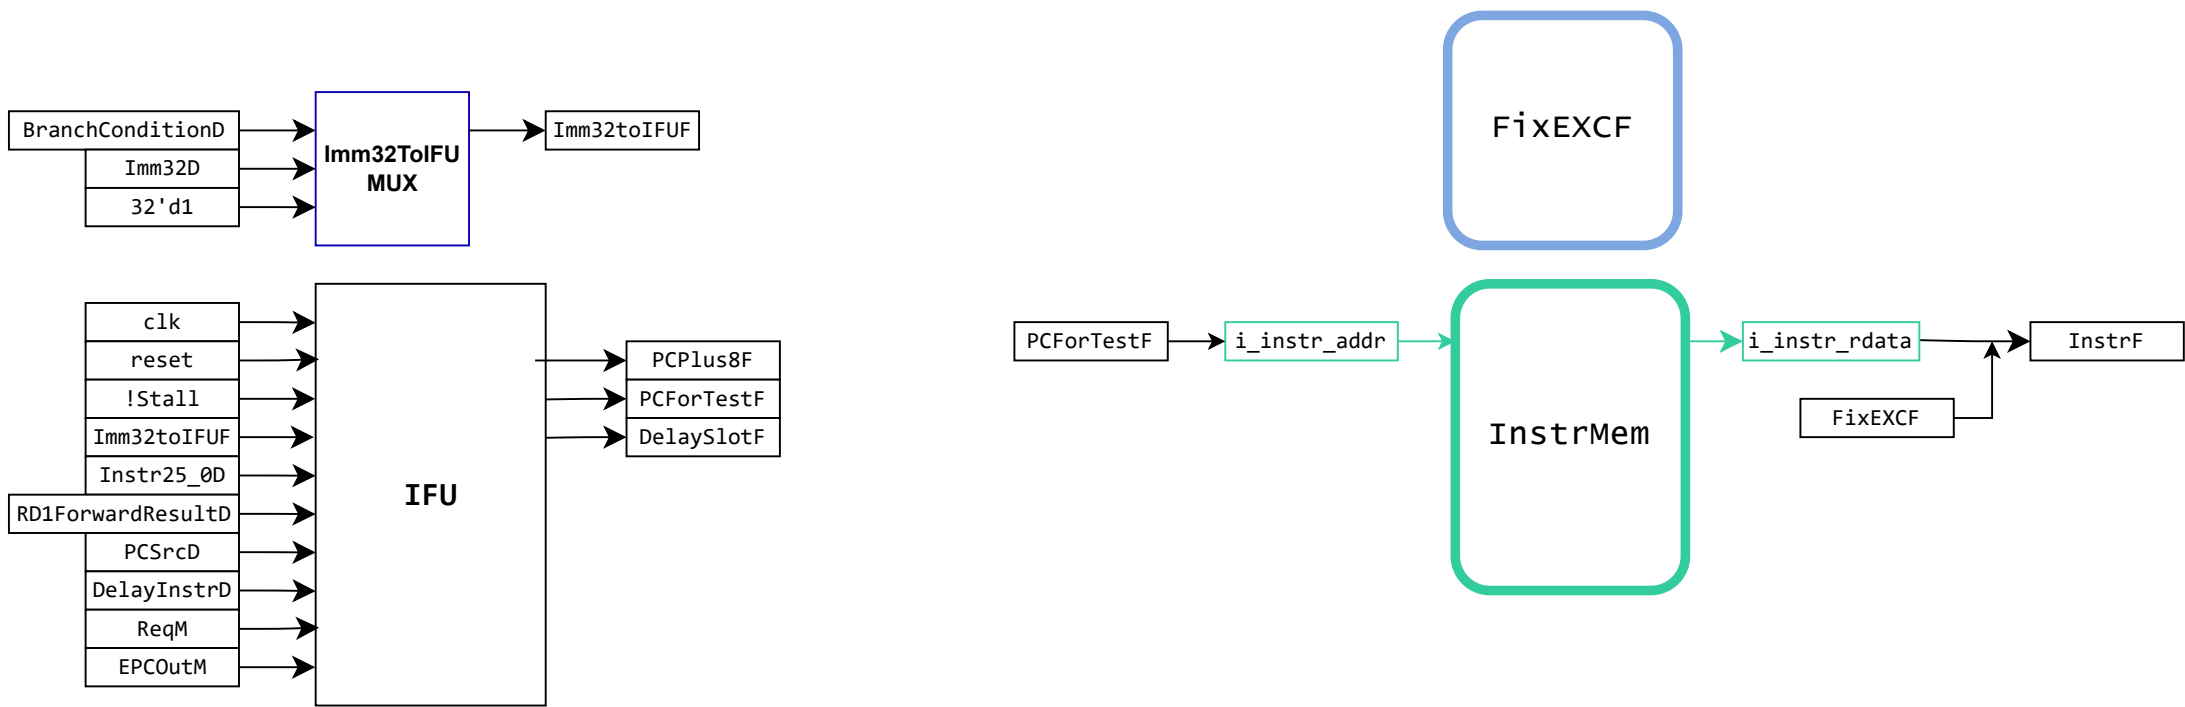 BranchConditionD
Imm32D
32'd1
Imm32ToIFU
MUX
Imm32toIFUF
FixEXCF
clk
reset
!Stall
Imm32toIFUF
Instr25_0D
RD1ForwardResultD
PCSrcD
DelayInstrD
ReqM
EPCOutM
IFU
PCPlus8F
PCForTestF
DelaySlotF
PCForTestF
i_instr_addr
InstrMem
i_instr_rdata
InstrF
FixEXCF